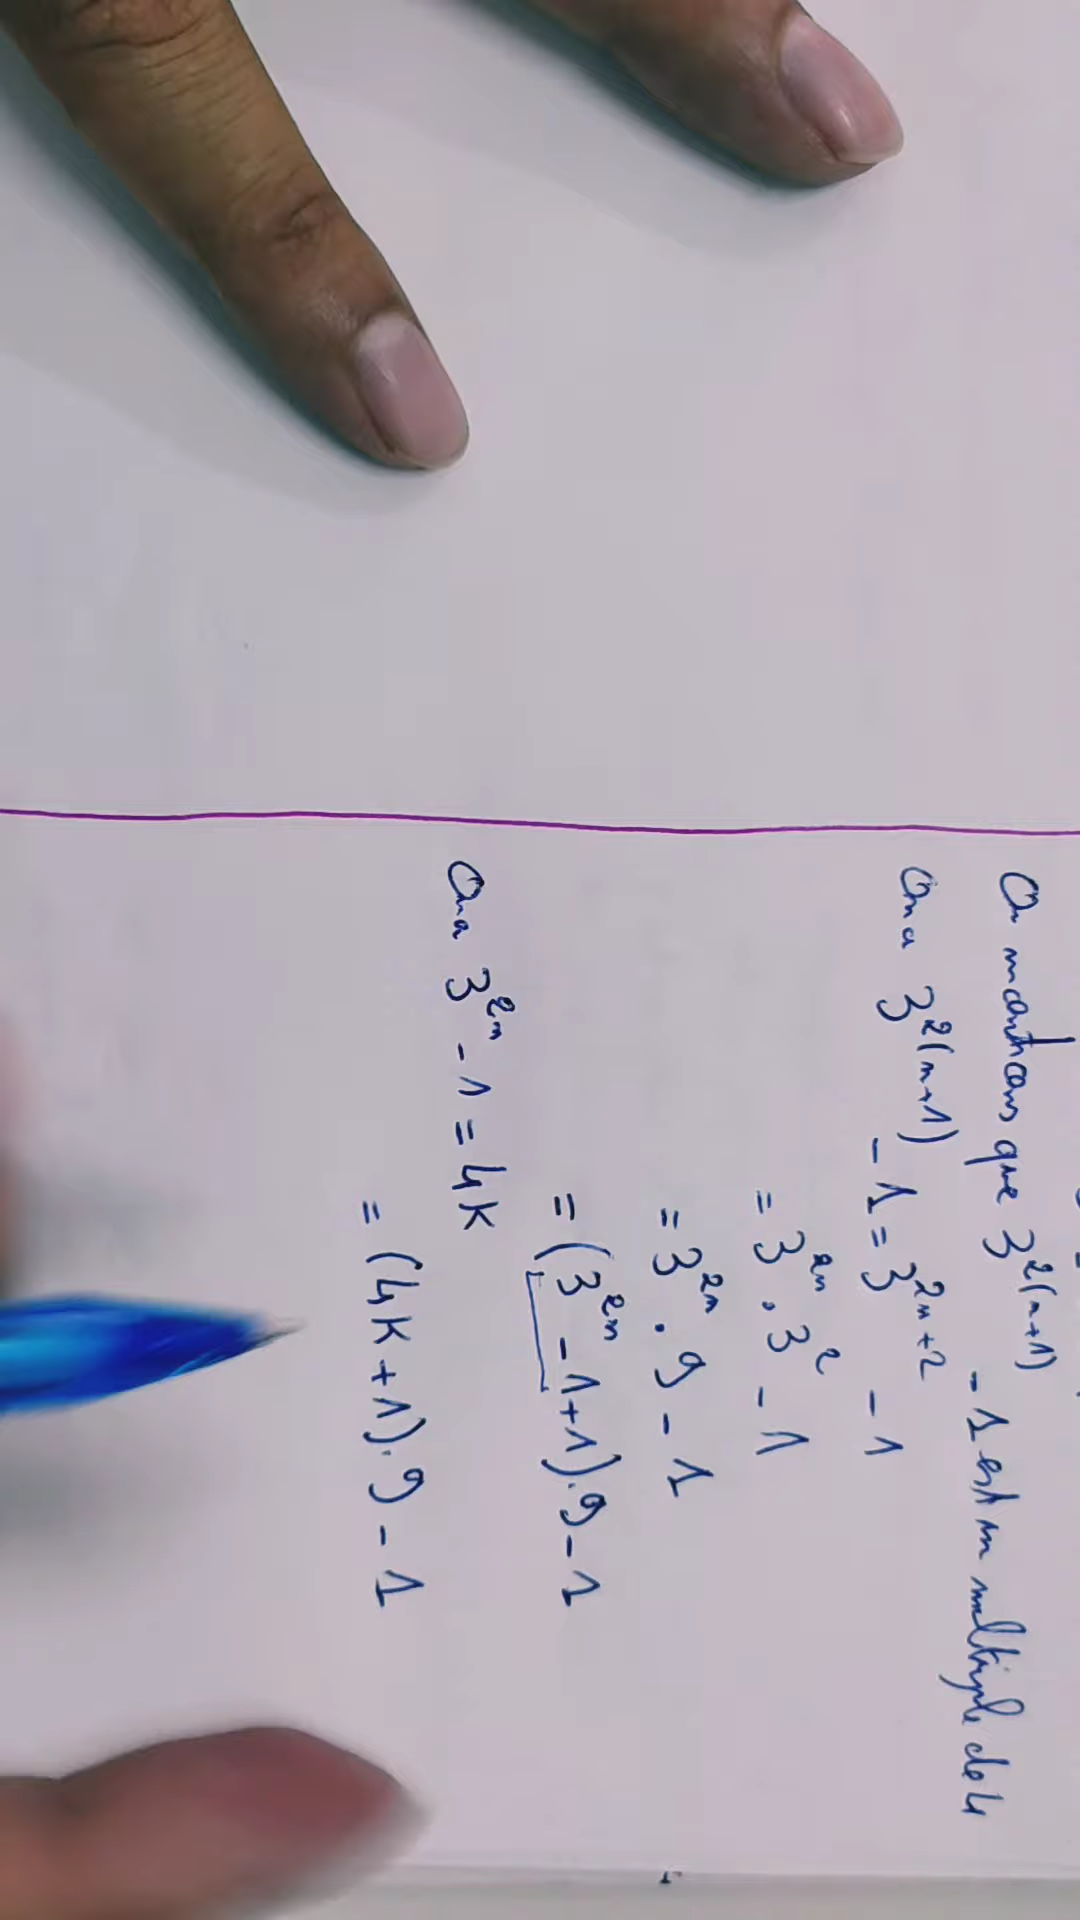 On montrons que 3^2(n+1) - 1 est un multiple de 4
On a 3^2(n+1) - 1 = 3^2n+2 - 1
= 3^2n . 3^2 - 1
= 3^2n . 9 - 1
= (3^2n - 1 + 1) . 9 - 1
On a 3^2n - 1 = 4K
= (4K + 1) . 9 - 1